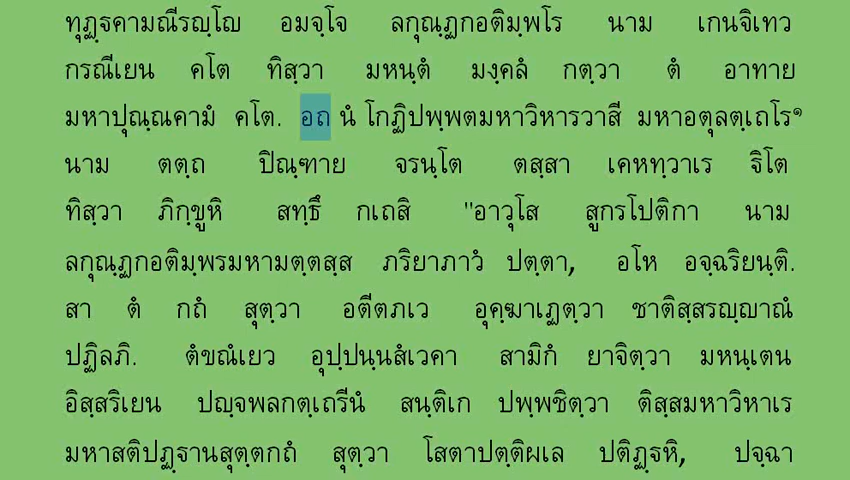 ทุฏฺฐคามณีรญฺโญ อมจฺโจ ลกุณฺฏกอติมฺพโร นาม เกนจิเทว
กรณีเยน คโต ทิสฺวา มหนฺตํ มงฺคลํ กตฺวา ตํ อาทาย
มหาปุณฺณคามํ คโต. อถ นํ โกฏิปพฺพตมหาวิหารวาสี มหาอตุลตฺเถโร๑
นาม ตตฺถ ปิณฺฑาย จรนฺโต ตสฺสา เคหทฺวาเร จิโต
ทิสฺวา ภิกฺขูหิ สทฺธึ กเถสิ "อาวุโส สูกรโปติกา นาม
ลกุณฺฏกอติมฺพรมหามตฺตสฺส ภริยาภาวํ ปตฺตา, อโห อจฺฉริยนฺติ.
สา ตํ กถํ สุตฺวา อตีตภเว อุคฺฆาเฏตฺวา ชาติสฺสรญฺญาณํ
ปฏิลภิ. ตํขณํเยว อุปฺปนฺนสํเวคา สามิกํ ยาจิตฺวา มหนฺเตน
อิสฺสริเยน ปญฺจพลกตฺเถรีนํ สนฺติเก ปพฺพชิตฺวา ติสฺสมหาวิหาเร
มหาสติปฏฺฐานสุตฺตกถํ สุตฺวา โสตาปตฺติผเล ปติฏฺฐหิ, ปจฺฉา